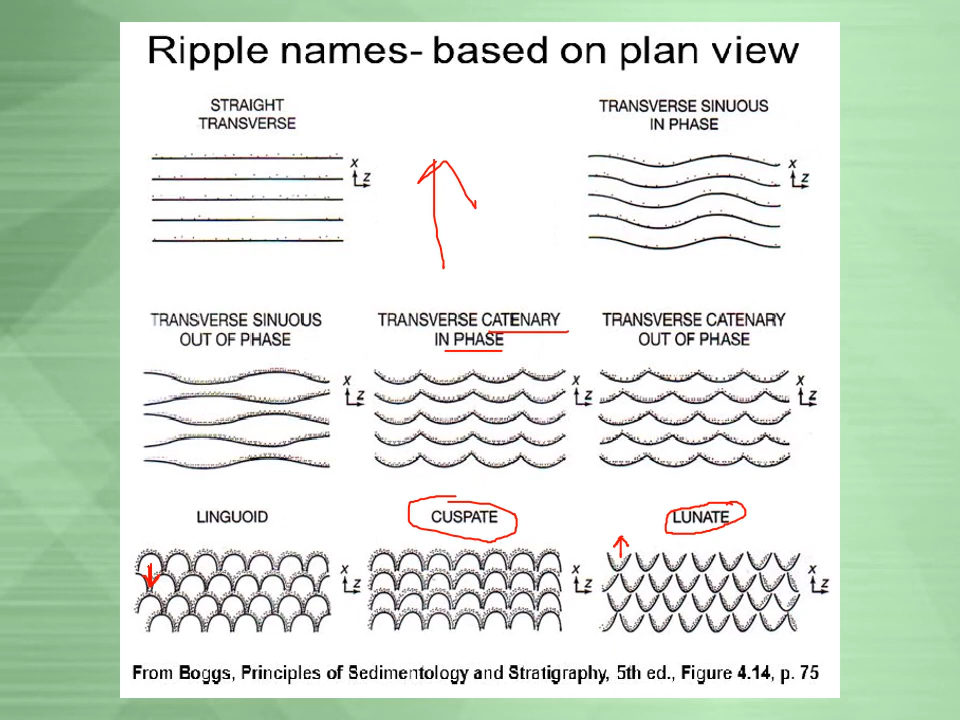 Ripple names- based on plan view
STRAIGHT
TRANSVERSE
X
Z
TRANSVERSE SINUOUS
IN PHASE
X
Z
TRANSVERSE SINUOUS
OUT OF PHASE
X
Z
TRANSVERSE CATENARY
IN PHASE
X
Z
TRANSVERSE CATENARY
OUT OF PHASE
X
Z
LINGUOID
X
Z
CUSPATE
X
Z
LUNATE
X
Z
From Boggs, Principles of Sedimentology and Stratigraphy, 5th ed., Figure 4.14, p. 75